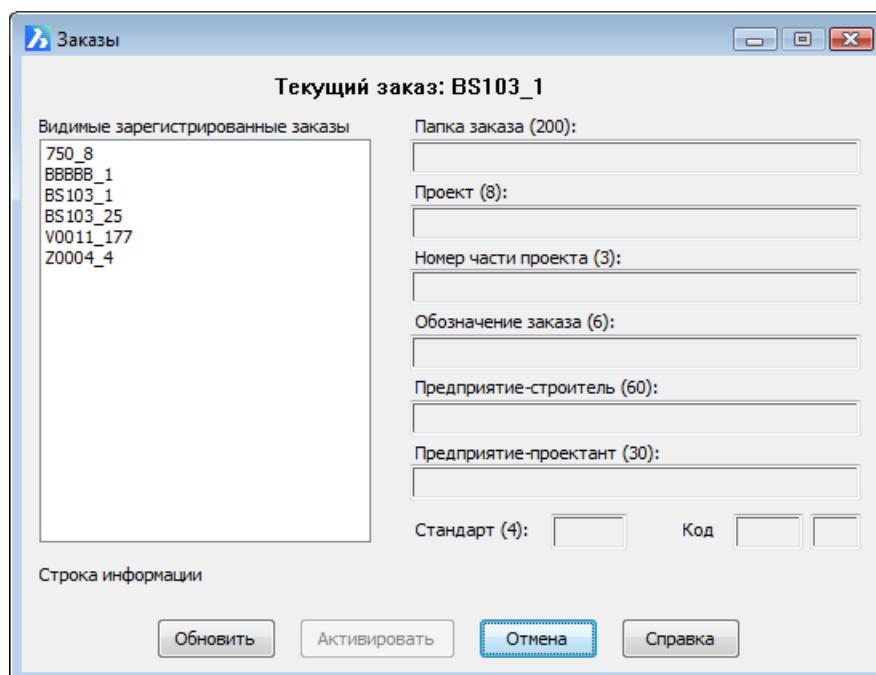 Заказы
Текущий заказ: BS103_1
Видимые зарегистрированные заказы
750_8
BBBBB_1
BS103_1
BS103_25
V0011_177
Z0004_4
Папка заказа (200):
Проект (8):
Номер части проекта (3):
Обозначение заказа (6):
Предприятие-строитель (60):
Предприятие-проектант (30):
Стандарт (4): Код
Строка информации
Обновить Активировать Отмена Справка